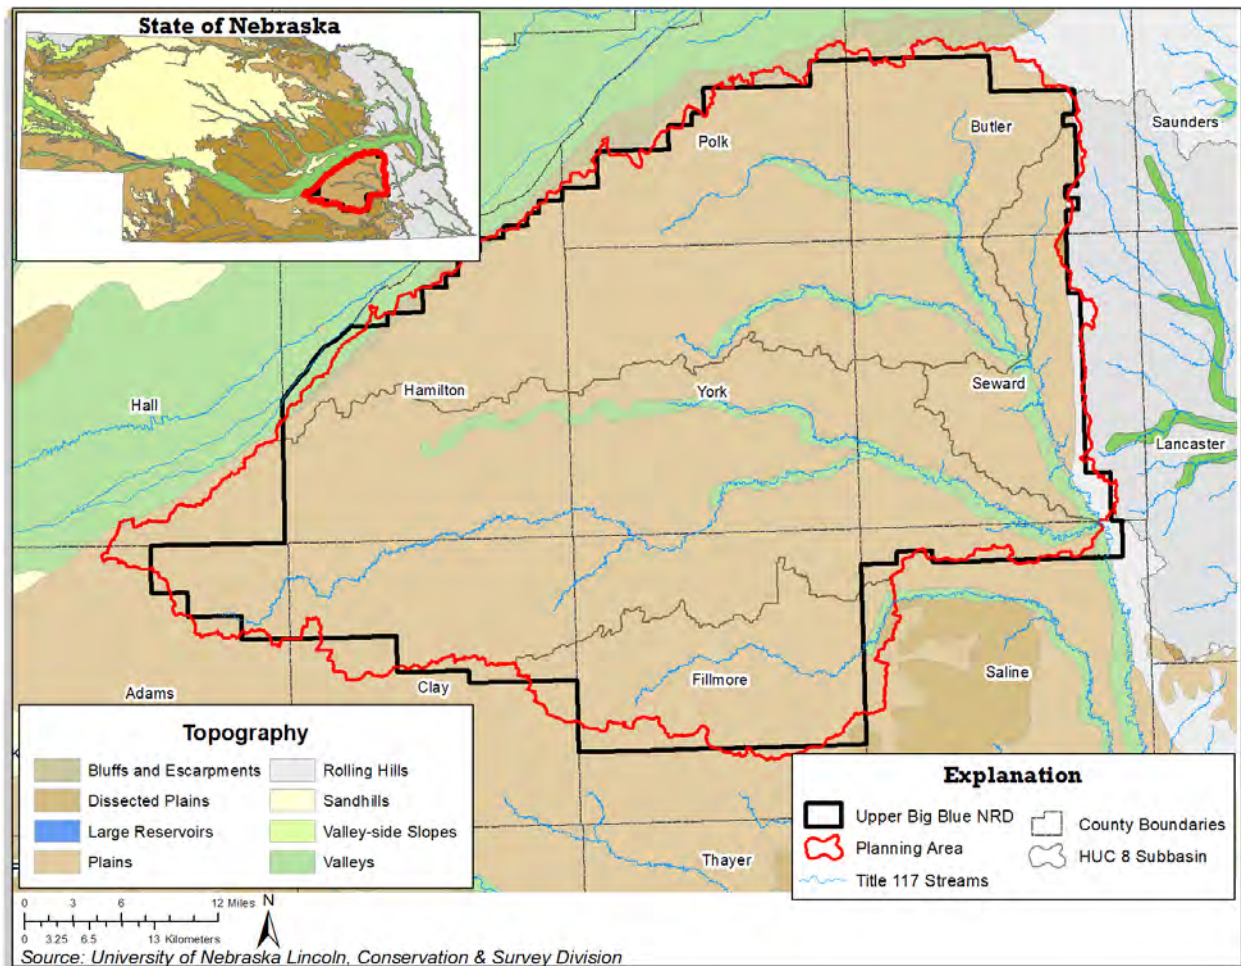 State of Nebraska
Saunders
Butler
Polk
Hall
Hamilton
York
Seward
Lancaster
Adams
Clay
Fillmore
Saline
Thayer
Topography
Bluffs and Escarpments
Rolling Hills
Dissected Plains
Sandhills
Large Reservoirs
Valley-side Slopes
Plains
Valleys
Explanation
Upper Big Blue NRD
County Boundaries
Planning Area
HUC 8 Subbasin
Title 117 Streams
0 3 6 12 Miles
N
0 3.25 6.5 13 Kilometers
Source: University of Nebraska Lincoln, Conservation & Survey Division